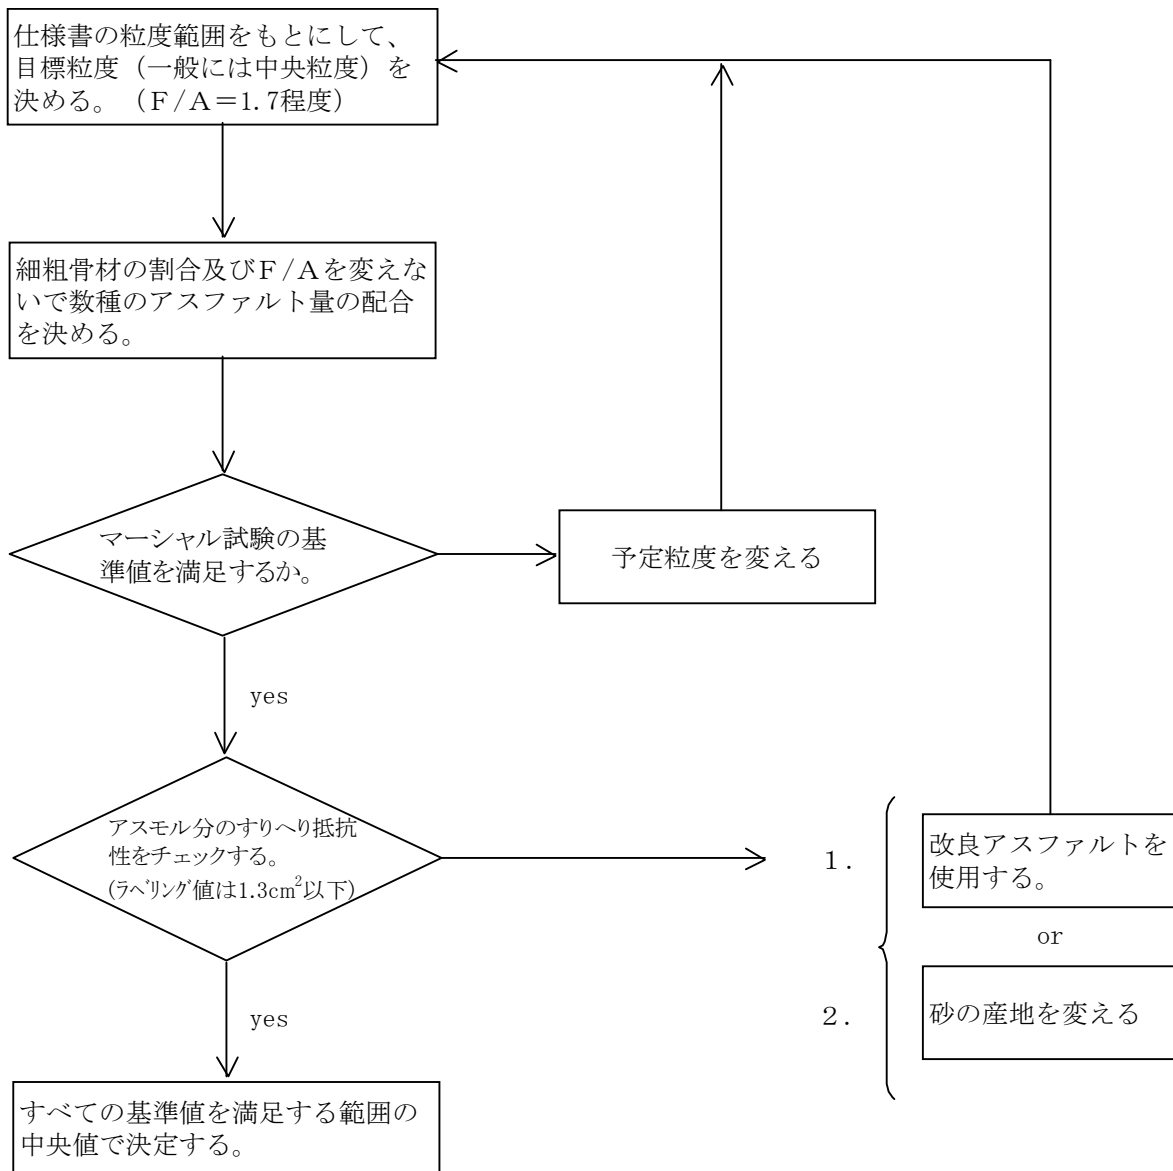 仕様書の粒度範囲をもとにして、
目標粒度（一般には中央粒度）を
決める。（Ｆ/Ａ＝1.7程度）
細粗骨材の割合及びＦ/Ａを変えな
いで数種のアスファルト量の配合
を決める。
マーシャル試験の基
準値を満足するか。
予定粒度を変える
yes
アスモル分のすりへり抵抗
性をチェックする。
(ラベリング値は1.3cm²以下)
1.
改良アスファルトを
使用する。
or
2.
砂の産地を変える
yes
すべての基準値を満足する範囲の
中央値で決定する。